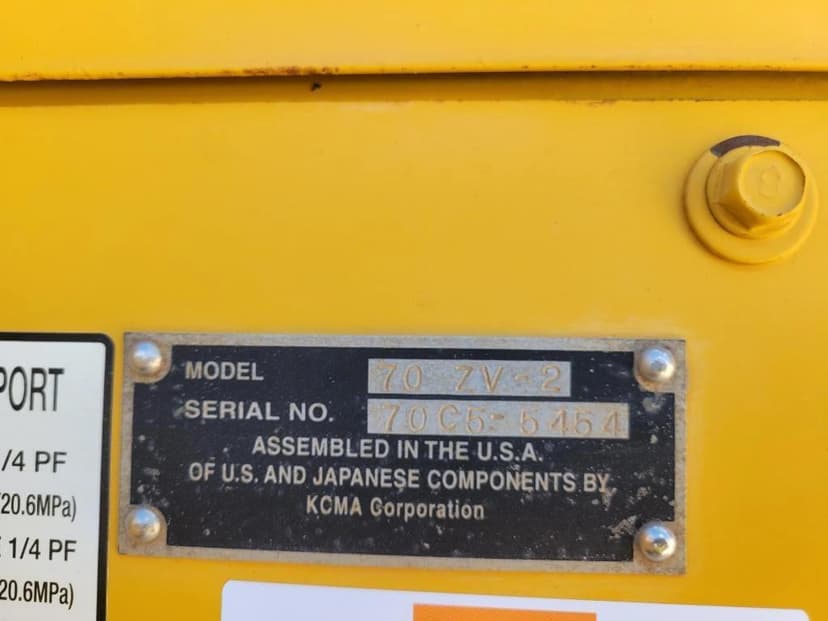 PORT
/4 PF
(20.6MPa)
1/4 PF
20.6MPa)
MODEL 70 ZV-2
SERIAL NO. 70C5-5454
ASSEMBLED IN THE U.S.A.
OF U.S. AND JAPANESE COMPONENTS BY
KCMA Corporation